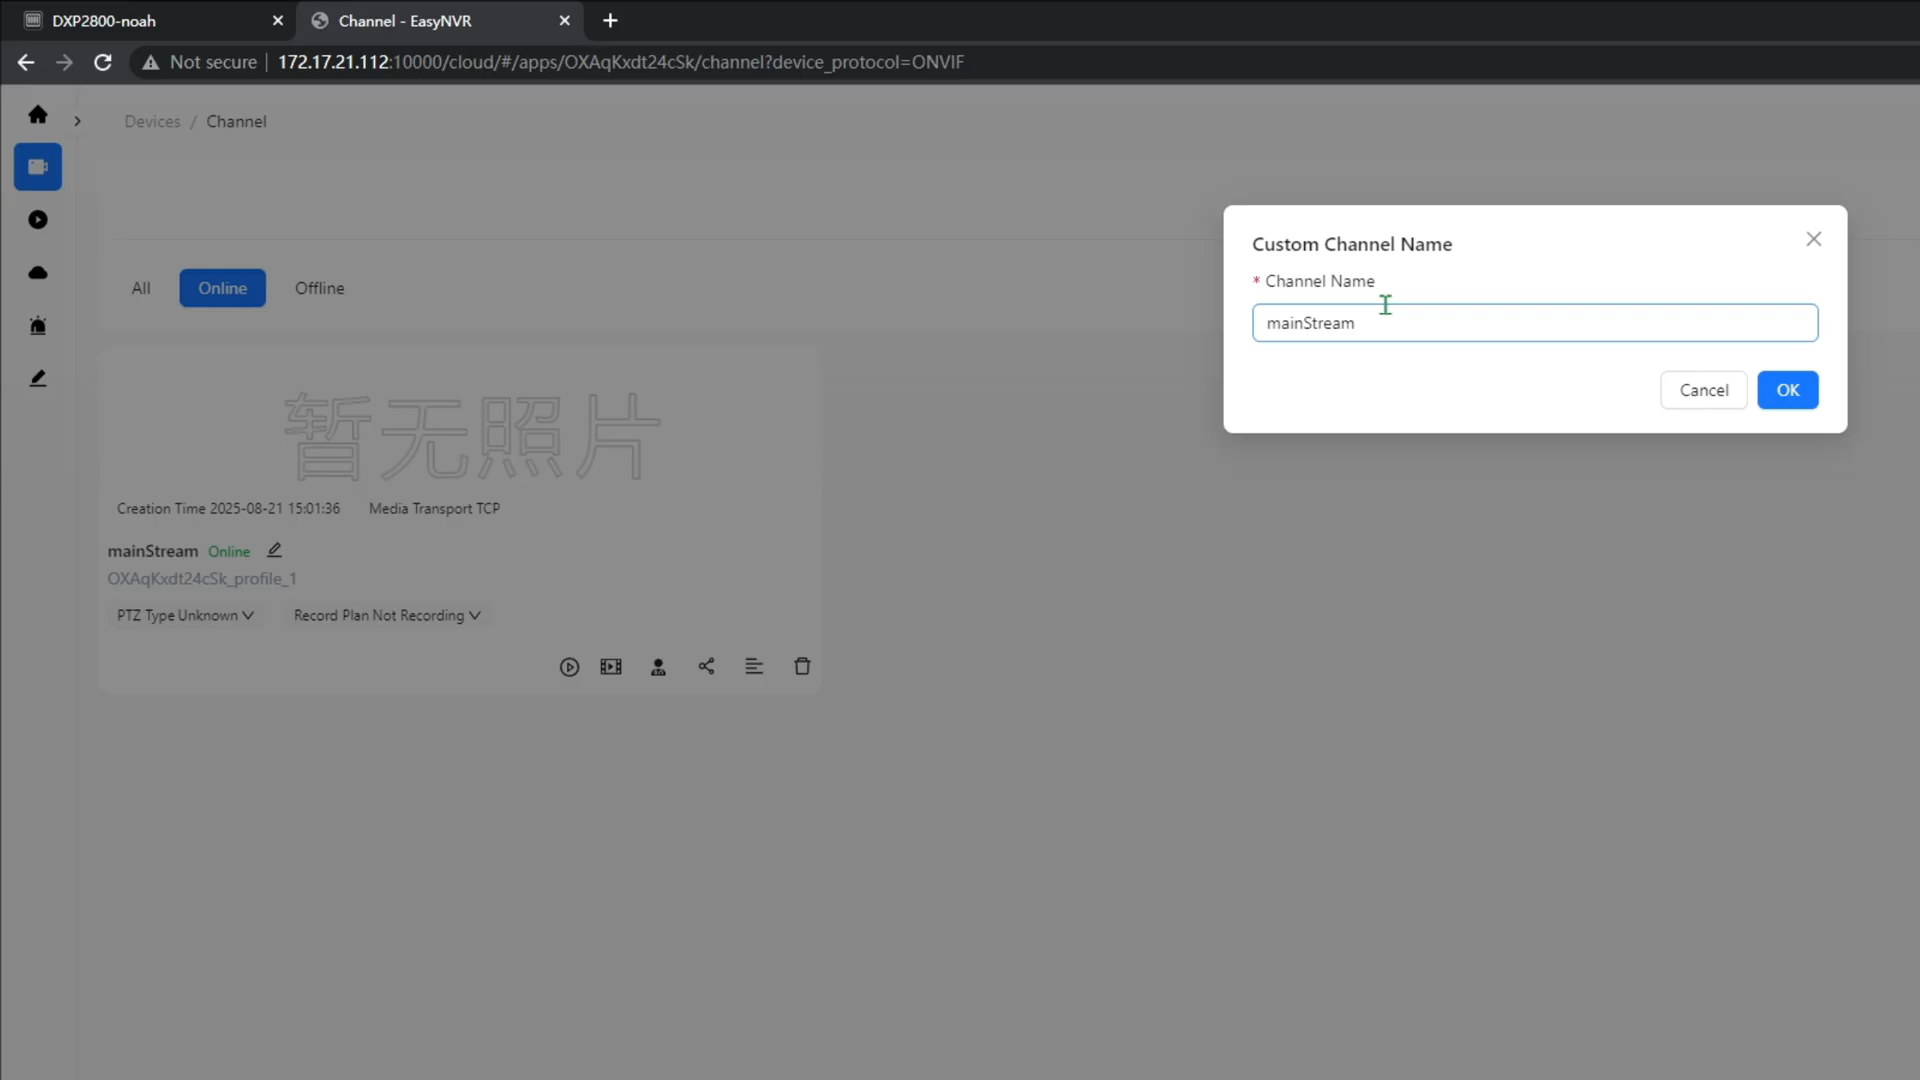 DXP2800-noah
Channel - EasyNVR
Not secure
172.17.21.112:10000/cloud/#/apps/OXAqKxdt24cSk/channel?device_protocol=ONVIF
Devices / Channel
All
Online
Offline
Custom Channel Name
* Channel Name
mainStream
Cancel
OK
暂无照片
Creation Time 2025-08-21 15:01:36
Media Transport TCP
mainStream Online
OXAqKxdt24cSk_profile_1
PTZ Type Unknown
Record Plan Not Recording